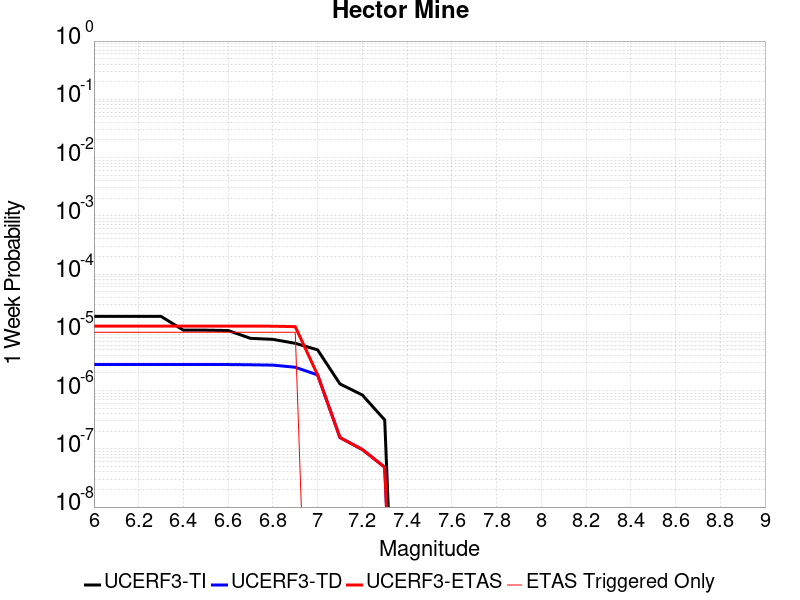 Hector Mine
10^0
10^-1
10^-2
10^-3
10^-4
10^-5
10^-6
10^-7
10^-8
1 Week Probability
6 6.2 6.4 6.6 6.8 7 7.2 7.4 7.6 7.8 8 8.2 8.4 8.6 8.8 9
Magnitude
UCERF3-TI UCERF3-TD UCERF3-ETAS ETAS Triggered Only